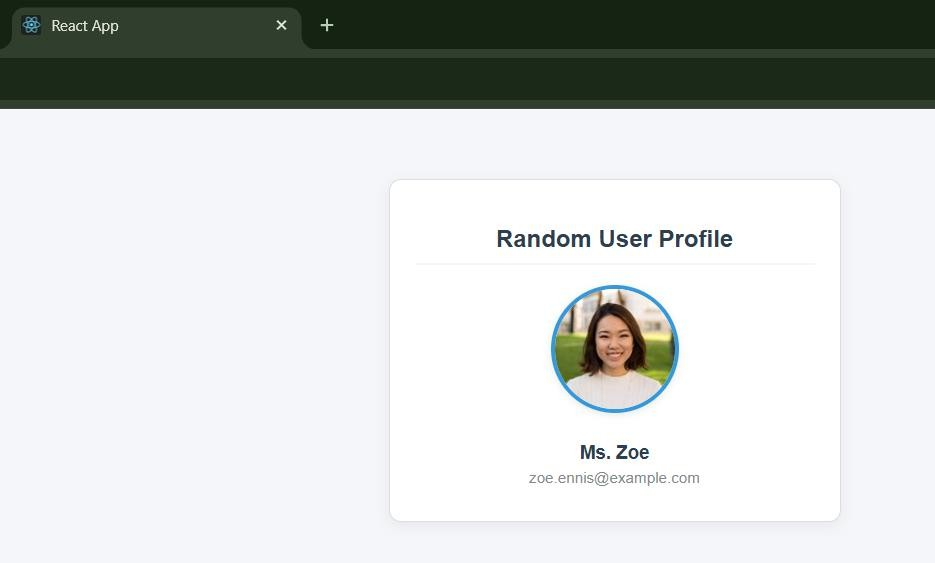 React App
Random User Profile
Ms. Zoe
zoe.ennis@example.com